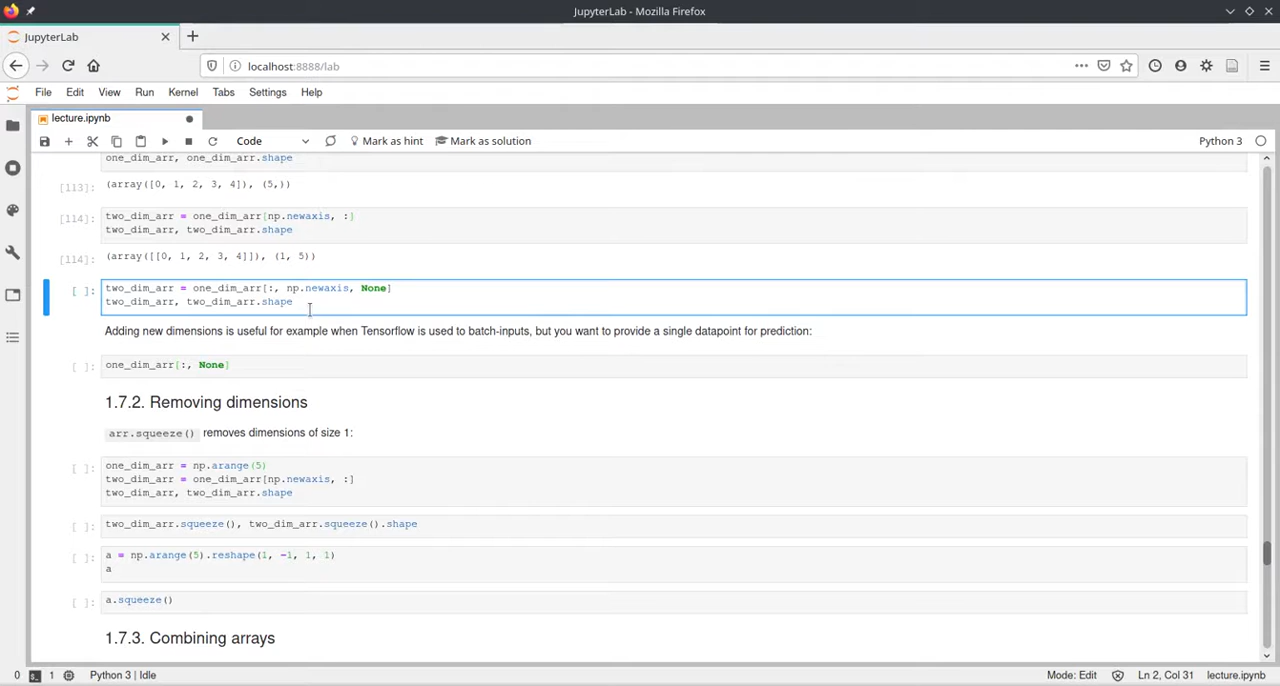 JupyterLab - Mozilla Firefox
JupyterLab
localhost:8888/lab
File Edit View Run Kernel Tabs Settings Help
lecture.ipynb
Code Mark as hint Mark as solution Python 3
one_dim_arr, one_dim_arr.shape
[113]: (array([0, 1, 2, 3, 4]), (5,))
[114]: two_dim_arr = one_dim_arr[np.newaxis, :]
two_dim_arr, two_dim_arr.shape
[114]: (array([[0, 1, 2, 3, 4]]), (1, 5))
[ ]: two_dim_arr = one_dim_arr[:, np.newaxis, None]
two_dim_arr, two_dim_arr.shape
Adding new dimensions is useful for example when Tensorflow is used to batch-inputs, but you want to provide a single datapoint for prediction:
[ ]: one_dim_arr[:, None]
1.7.2. Removing dimensions
arr.squeeze() removes dimensions of size 1:
[ ]: one_dim_arr = np.arange(5)
two_dim_arr = one_dim_arr[np.newaxis, :]
two_dim_arr, two_dim_arr.shape
[ ]: two_dim_arr.squeeze(), two_dim_arr.squeeze().shape
[ ]: a = np.arange(5).reshape(1, -1, 1, 1)
a
[ ]: a.squeeze()
1.7.3. Combining arrays
0 1 Python 3 | Idle Mode: Edit Ln 2, Col 31 lecture.ipynb